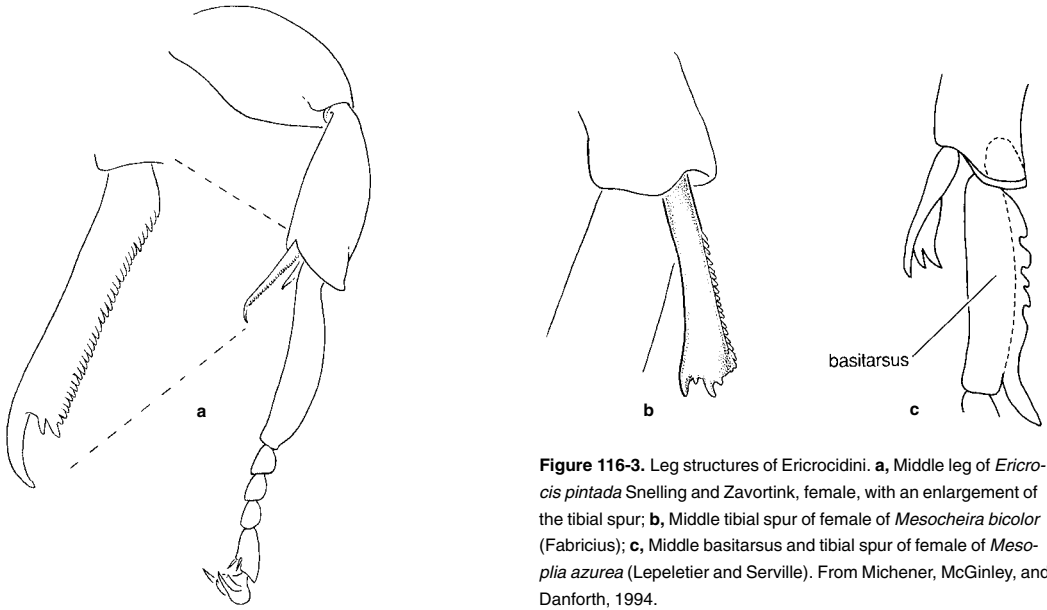 a
b
c
basitarsus
Figure 116-3. Leg structures of Ericrocidini. a, Middle leg of Ericro-
cis pintada Snelling and Zavortink, female, with an enlargement of
the tibial spur; b, Middle tibial spur of female of Mesocheira bicolor
(Fabricius); c, Middle basitarsus and tibial spur of female of Meso-
plia azurea (Lepeletier and Serville). From Michener, McGinley, and
Danforth, 1994.